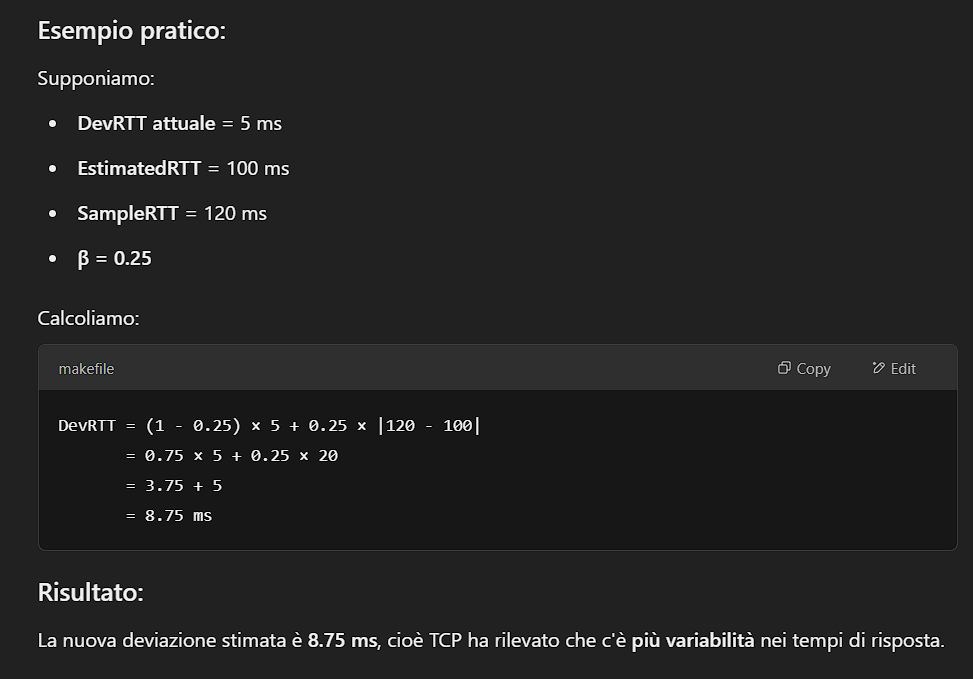 Esempio pratico:
Supponiamo:
• DevRTT attuale = 5 ms
• EstimatedRTT = 100 ms
• SampleRTT = 120 ms
• β = 0.25
Calcoliamo:
makefile Copy Edit
DevRTT = (1 - 0.25) × 5 + 0.25 × |120 - 100|
= 0.75 × 5 + 0.25 × 20
= 3.75 + 5
= 8.75 ms
Risultato:
La nuova deviazione stimata è 8.75 ms, cioè TCP ha rilevato che c'è più variabilità nei tempi di risposta.